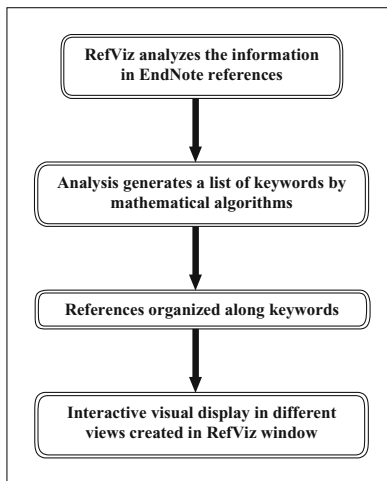 RefViz analyzes the information
in EndNote references
Analysis generates a list of keywords by
mathematical algorithms
References organized along keywords
Interactive visual display in different
views created in RefViz window